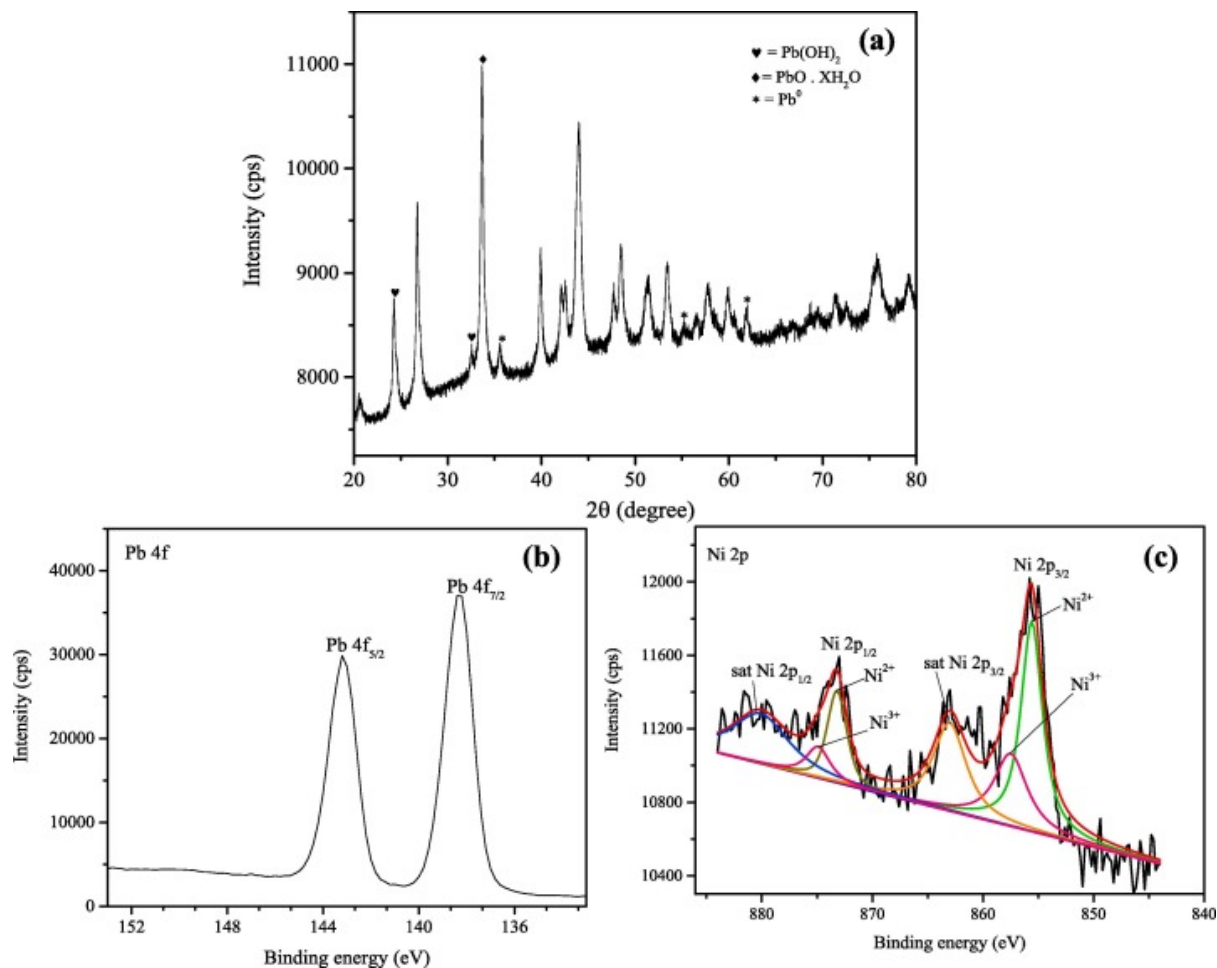 (a)
♥ = Pb(OH)₂
♦ = PbO . XH₂O
* = Pb⁰
11000
10000
9000
8000
Intensity (cps)
20 30 40 50 60 70 80
2θ (degree)
Pb 4f
(b)
40000
30000
20000
10000
0
Intensity (cps)
Pb 4f₇/₂
Pb 4f₅/₂
152 148 144 140 136
Binding energy (eV)
Ni 2p
(c)
12000
11600
11200
10800
10400
Intensity (cps)
Ni 2p₃/₂
Ni²⁺
Ni 2p₁/₂
sat Ni 2p₃/₂
sat Ni 2p₁/₂
Ni²⁺
Ni³⁺
Ni³⁺
880 870 860 850 840
Binding energy (eV)